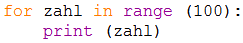 for zahl in range (100):
    print (zahl)